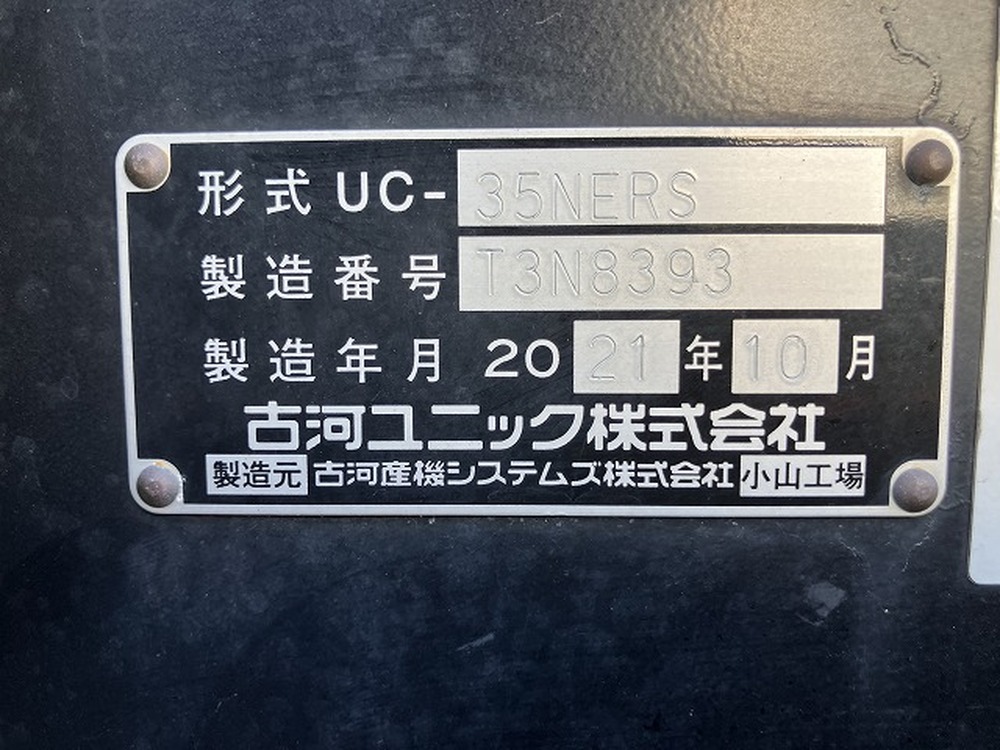 形式 UC-35NERS
製造番号 T3N8393
製造年月 2021年10月
古河ユニック株式会社
製造元 古河産機システムズ株式会社 小山工場